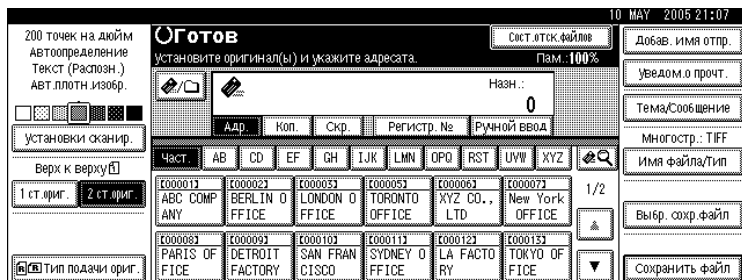 10 MAY 2005 21:07
200 точек на дюйм
Автоопределение
Текст (Распозн.)
Авт.плотн.изобр.
Установки сканир.
Верх к верху
1 ст.ориг.
2 ст.ориг.
Тип подачи ориг.
Готов
Сост.отск.файлов
Установите оригинал(ы) и укажите адресата.
Пам.:100%
Назн.:
0
Адр.
Коп.
Скр.
Регистр. №
Ручной ввод
Част.
AB
CD
EF
GH
IJK
LMN
OPQ
RST
UVW
XYZ
[00001]
ABC COMP
ANY
[00002]
BERLIN O
FFICE
[00003]
LONDON O
FFICE
[00005]
TORONTO
OFFICE
[00006]
XYZ CO.,
LTD
[00007]
New York
OFFICE
1/2
[00008]
PARIS OF
FICE
[00009]
DETROIT
FACTORY
[00010]
SAN FRAN
CISCO
[00011]
SYDNEY O
FFICE
[00012]
LA FACTO
RY
[00013]
TOKYO OF
FICE
Добав. имя отпр.
Уведом.о прочт.
Тема/Сообщение
Многостр.: TIFF
Имя файла/Тип
Выбр. сохр.файл
Сохранить файл